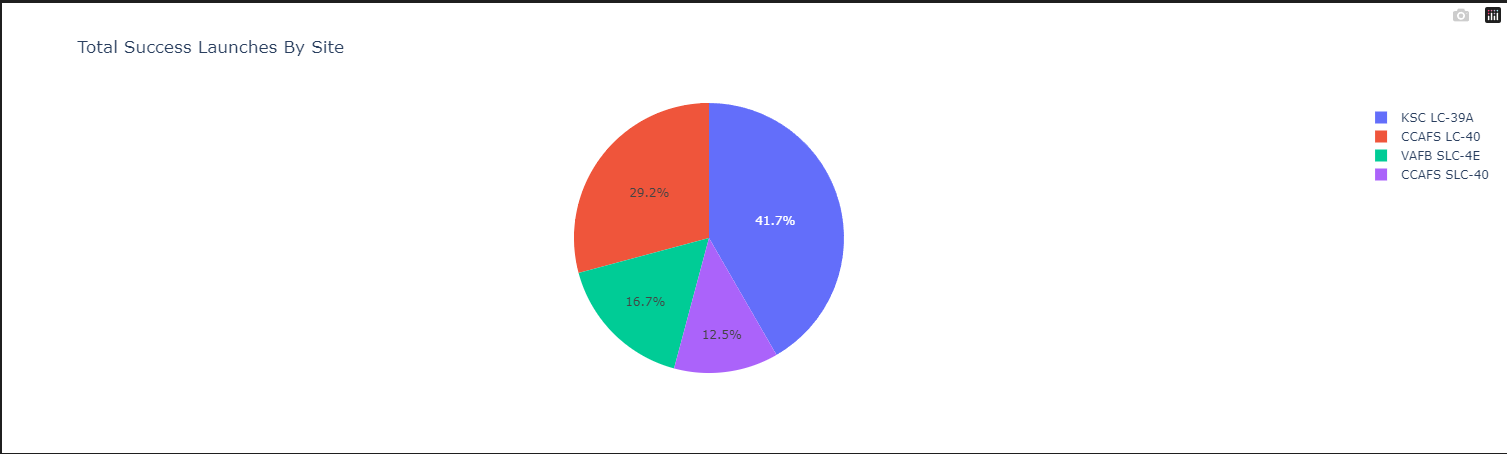 Total Success Launches By Site
KSC LC-39A
CCAFS LC-40
VAFB SLC-4E
CCAFS SLC-40
29.2%
41.7%
16.7%
12.5%